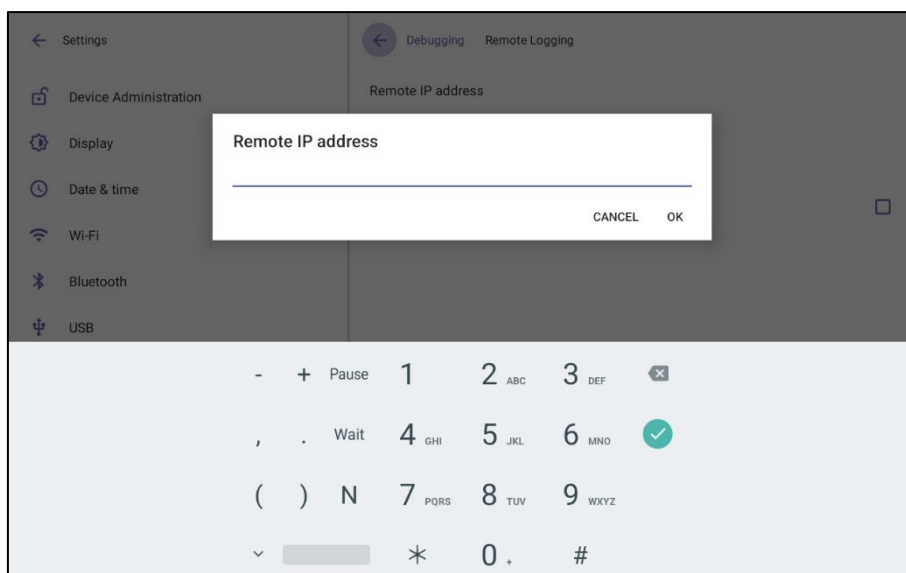 Settings
Debugging Remote Logging
Device Administration
Remote IP address
Display
Remote IP address
Date & time
CANCEL OK
Wi-Fi
Bluetooth
USB
- + Pause 1 2 ABC 3 DEF
, . Wait 4 GHI 5 JKL 6 MNO
( ) N 7 PQRS 8 TUV 9 WXYZ
* 0 + #